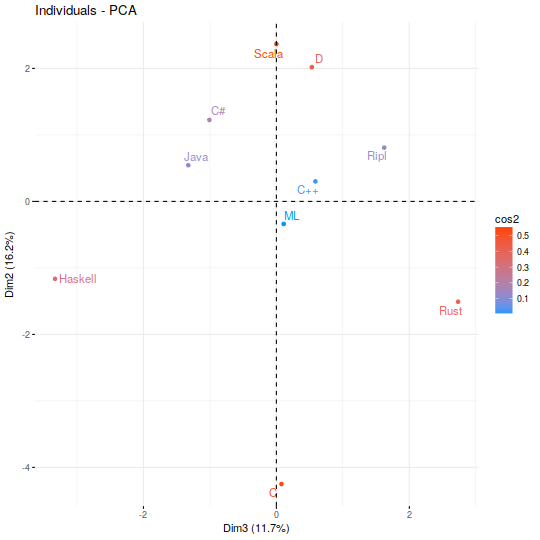 Individuals - PCA
Scala
D
C#
Java
Ripl
C++
ML
Haskell
Rust
C
2
0
-2
-4
-2
0
2
Dim2 (16.2%)
Dim3 (11.7%)
cos2
0.5
0.4
0.3
0.2
0.1